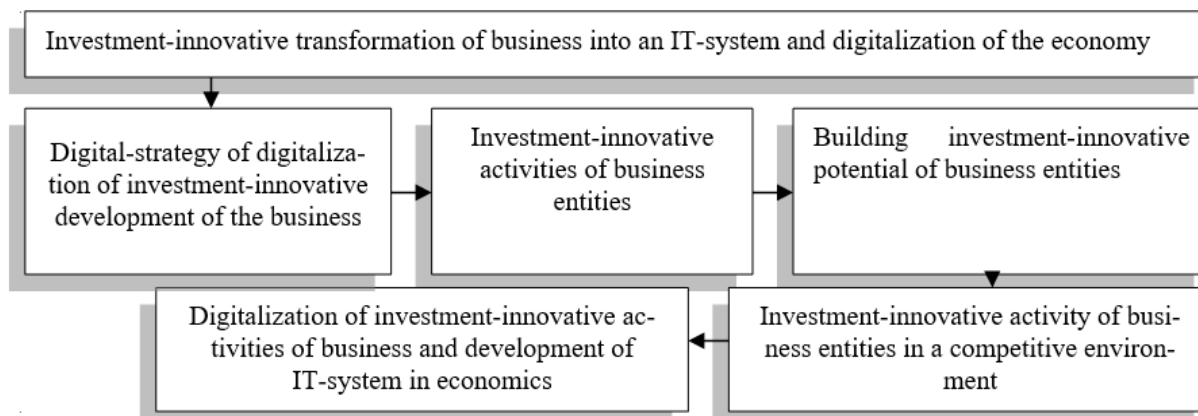 Investment-innovative transformation of business into an IT-system and digitalization of the economy
Digital-strategy of digitaliza-
tion of investment-innovative
development of the business
Investment-innovative
activities of business
entities
Building investment-innovative
potential of business entities
Investment-innovative activity of busi-
ness entities in a competitive environ-
ment
Digitalization of investment-innovative ac-
tivities of business and development of
IT-system in economics